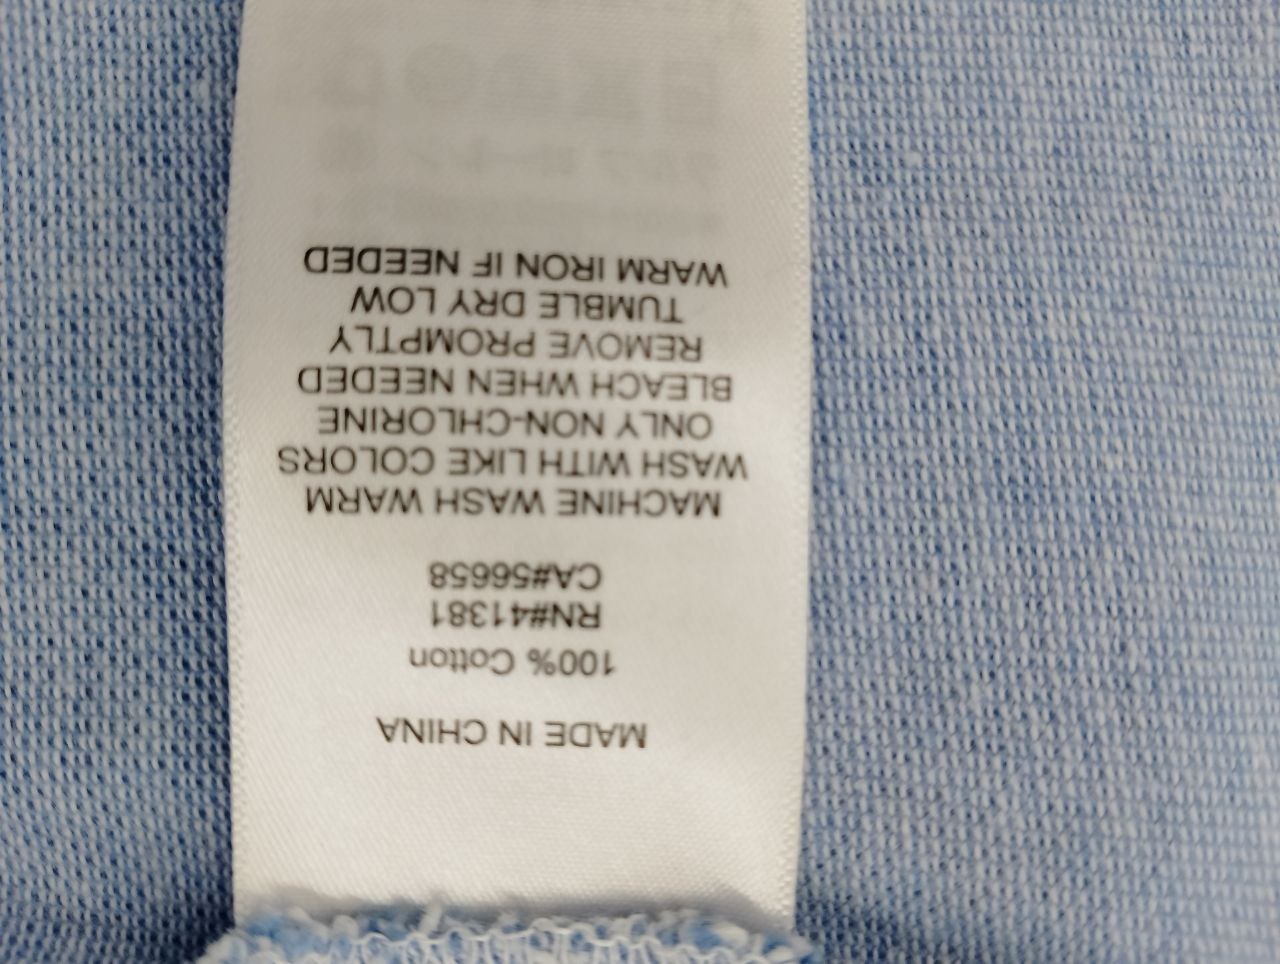 MADE IN CHINA
100% Cotton
RN#41381
CA#56658
MACHINE WASH WARM
WASH WITH LIKE COLORS
ONLY NON-CHLORINE
BLEACH WHEN NEEDED
REMOVE PROMPTLY
TUMBLE DRY LOW
WARM IRON IF NEEDED